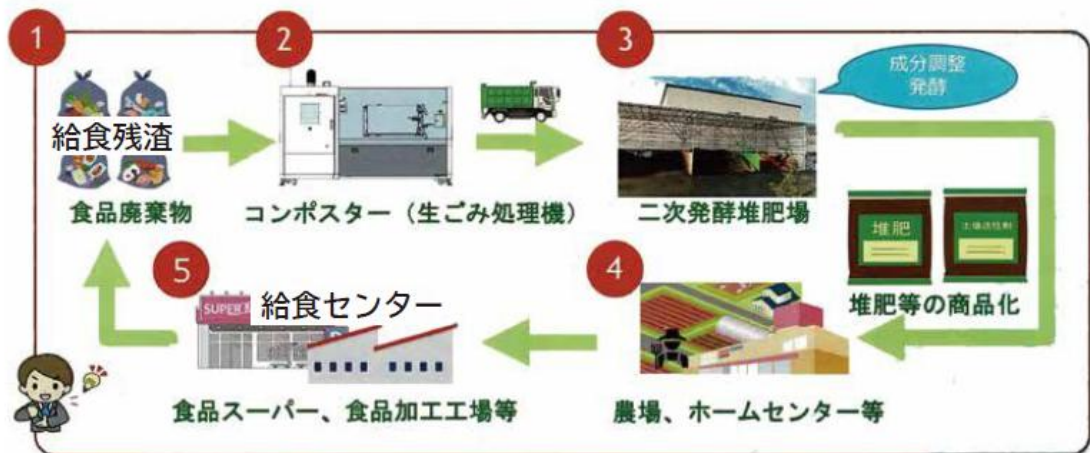 1
給食残渣
食品廃棄物
2
コンポスター（生ごみ処理機）
3
二次発酵堆肥場
成分調整
発酵
堆肥
堆肥等の商品化
4
農場、ホームセンター等
5
SUPER
給食センター
食品スーパー、食品加工工場等